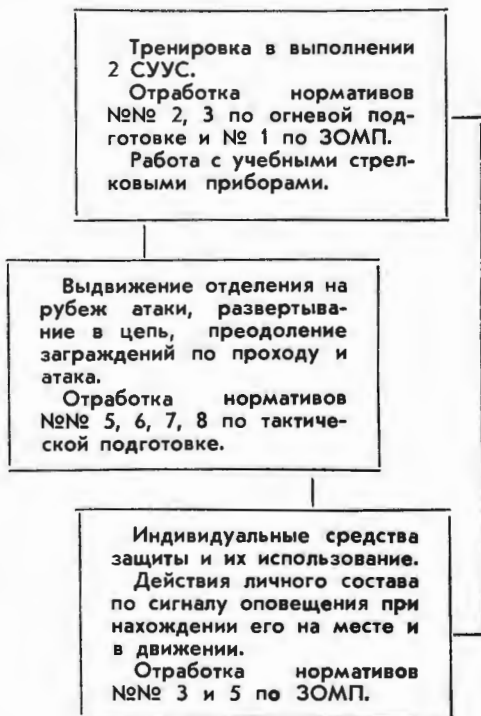 Тренировка в выполнении
2 СУУС.
Отработка нормативов
№№ 2, 3 по огневой под-
готовке и № 1 по ЗОМП.
Работа с учебными стрел-
ковыми приборами.
Выдвижение отделения на
рубеж атаки, развертыва-
ние в цепь, преодоление
заграждений по проходу и
атака.
Отработка нормативов
№№ 5, 6, 7, 8 по тактиче-
ской подготовке.
Индивидуальные средства
защиты и их использование.
Действия личного состава
по сигналу оповещения при
нахождении его на месте и
в движении.
Отработка нормативов
№№ 3 и 5 по ЗОМП.